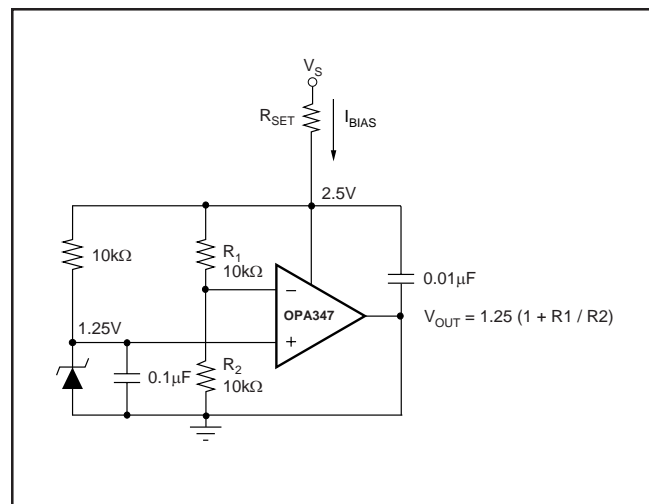 V_S
R_SET
I_BIAS
2.5V
10kΩ
R_1
10kΩ
0.01µF
−
OPA347
V_OUT = 1.25 (1 + R1 / R2)
1.25V
+
0.1µF
R_2
10kΩ